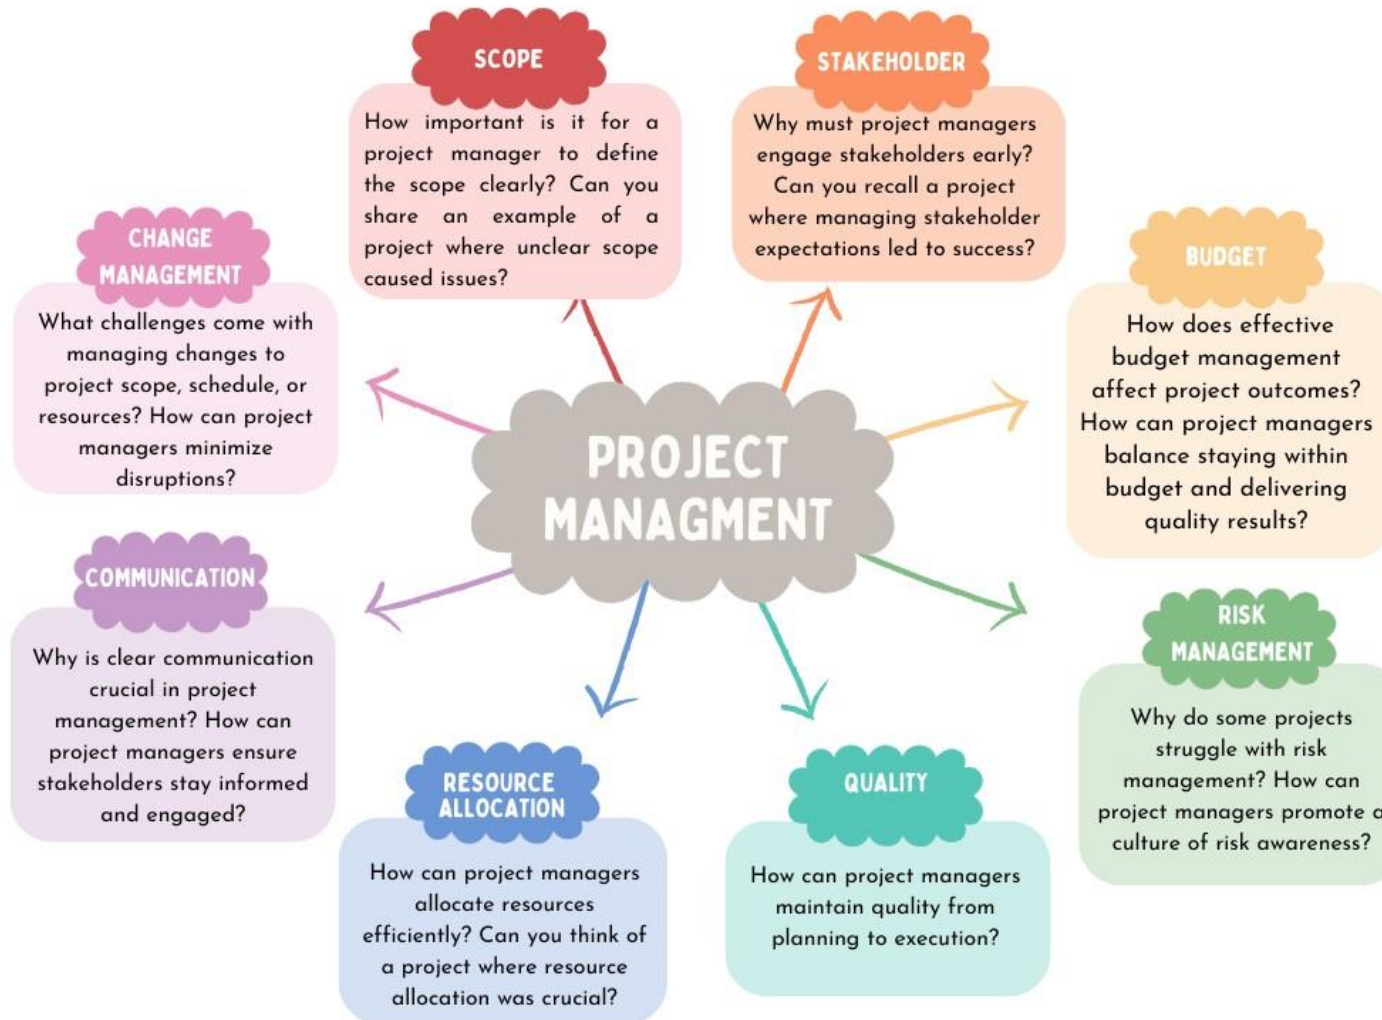 SCOPE
How important is it for a
project manager to define
the scope clearly? Can you
share an example of a
project where unclear scope
caused issues?
STAKEHOLDER
Why must project managers
engage stakeholders early?
Can you recall a project
where managing stakeholder
expectations led to success?
CHANGE
MANAGEMENT
What challenges come with
managing changes to
project scope, schedule, or
resources? How can project
managers minimize
disruptions?
BUDGET
How does effective
budget management
affect project outcomes?
How can project managers
balance staying within
budget and delivering
quality results?
PROJECT
MANAGMENT
COMMUNICATION
Why is clear communication
crucial in project
management? How can
project managers ensure
stakeholders stay informed
and engaged?
RISK
MANAGEMENT
Why do some projects
struggle with risk
management? How can
project managers promote a
culture of risk awareness?
RESOURCE
ALLOCATION
How can project managers
allocate resources
efficiently? Can you think of
a project where resource
allocation was crucial?
QUALITY
How can project managers
maintain quality from
planning to execution?